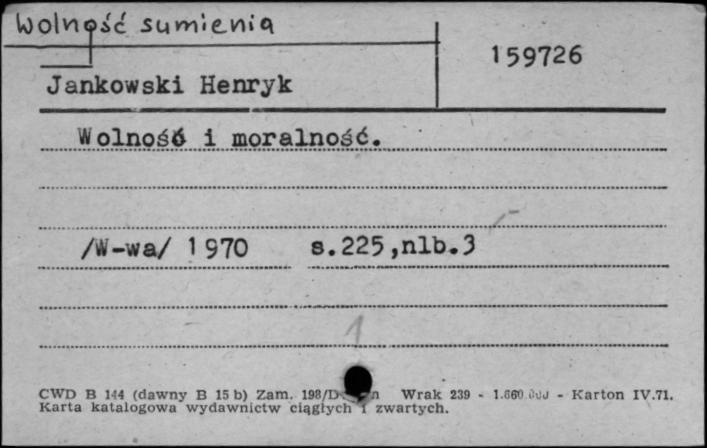 Wolność sumienia
159726
Jankowski Henryk
Wolność i moralność.
/W-wa/ 1970 s.225,nlb.3
1
CWD B 144 (dawny B 15 b) Zam. 198/D Wrak 239 - 1.660.000 - Karton IV.71.
Karta katalogowa wydawnictw ciągłych i zwartych.